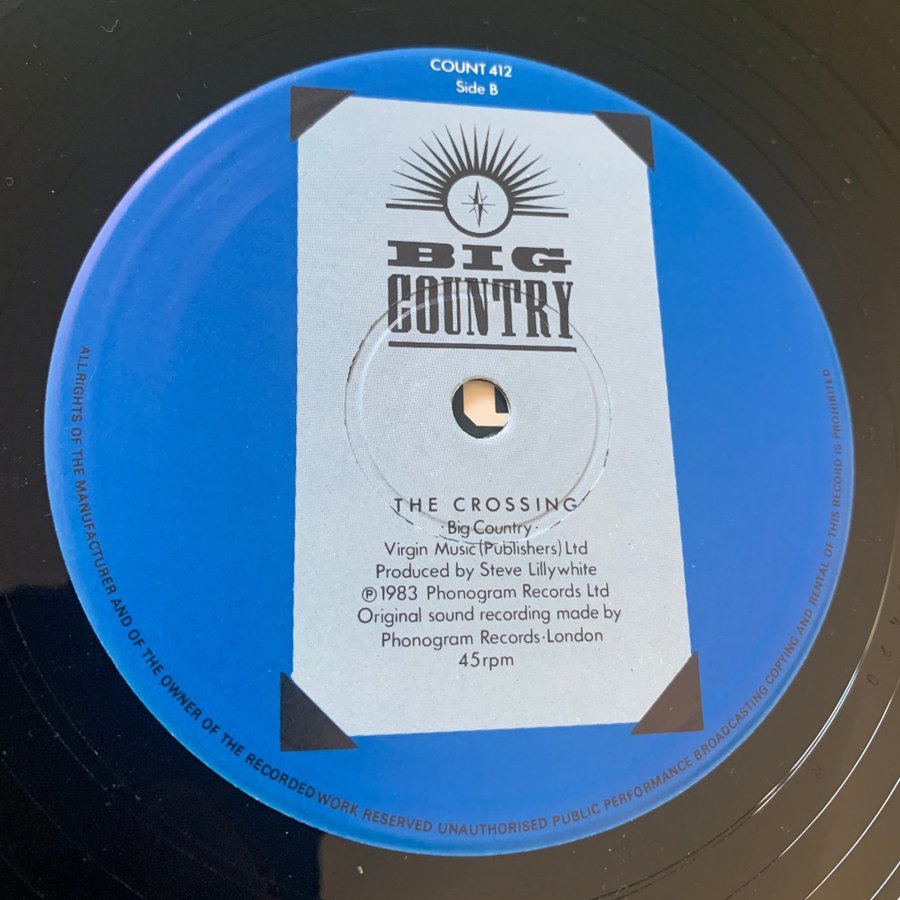 COUNT 412
Side B
BIG
COUNTRY
THE CROSSING
·Big Country·
Virgin Music (Publishers) Ltd
Produced by Steve Lillywhite
℗ 1983 Phonogram Records Ltd
Original sound recording made by
Phonogram Records·London
45rpm
ALL RIGHTS OF THE MANUFACTURER AND OF THE OWNER OF THE RECORDED WORK RESERVED UNAUTHORISED PUBLIC PERFORMANCE BROADCASTING COPYING AND RENTAL OF THIS RECORD IS PROHIBITED